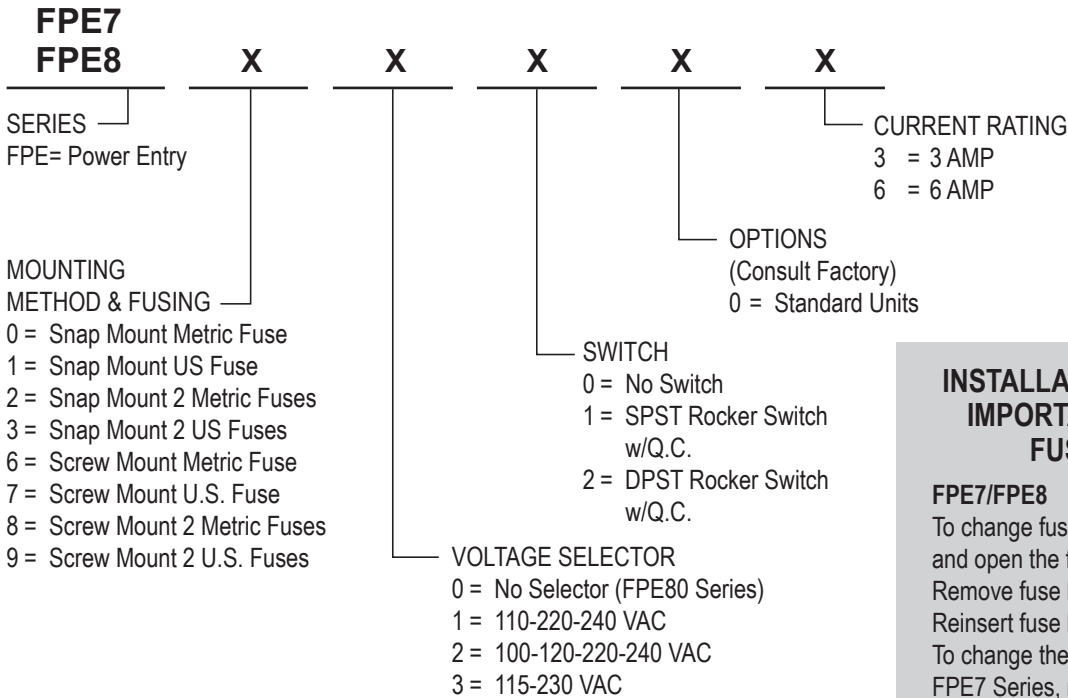 FPE7
FPE8 X X X X X
SERIES
FPE= Power Entry
MOUNTING
METHOD & FUSING
0 = Snap Mount Metric Fuse
1 = Snap Mount US Fuse
2 = Snap Mount 2 Metric Fuses
3 = Snap Mount 2 US Fuses
6 = Screw Mount Metric Fuse
7 = Screw Mount U.S. Fuse
8 = Screw Mount 2 Metric Fuses
9 = Screw Mount 2 U.S. Fuses
VOLTAGE SELECTOR
0 = No Selector (FPE80 Series)
1 = 110-220-240 VAC
2 = 100-120-220-240 VAC
3 = 115-230 VAC
SWITCH
0 = No Switch
1 = SPST Rocker Switch
w/Q.C.
2 = DPST Rocker Switch
w/Q.C.
OPTIONS
(Consult Factory)
0 = Standard Units
CURRENT RATING
3 = 3 AMP
6 = 6 AMP
FPE7/FPE8
To change
and open the
Remove fuse
Reinsert fuse
To change the
FPE7 Series,